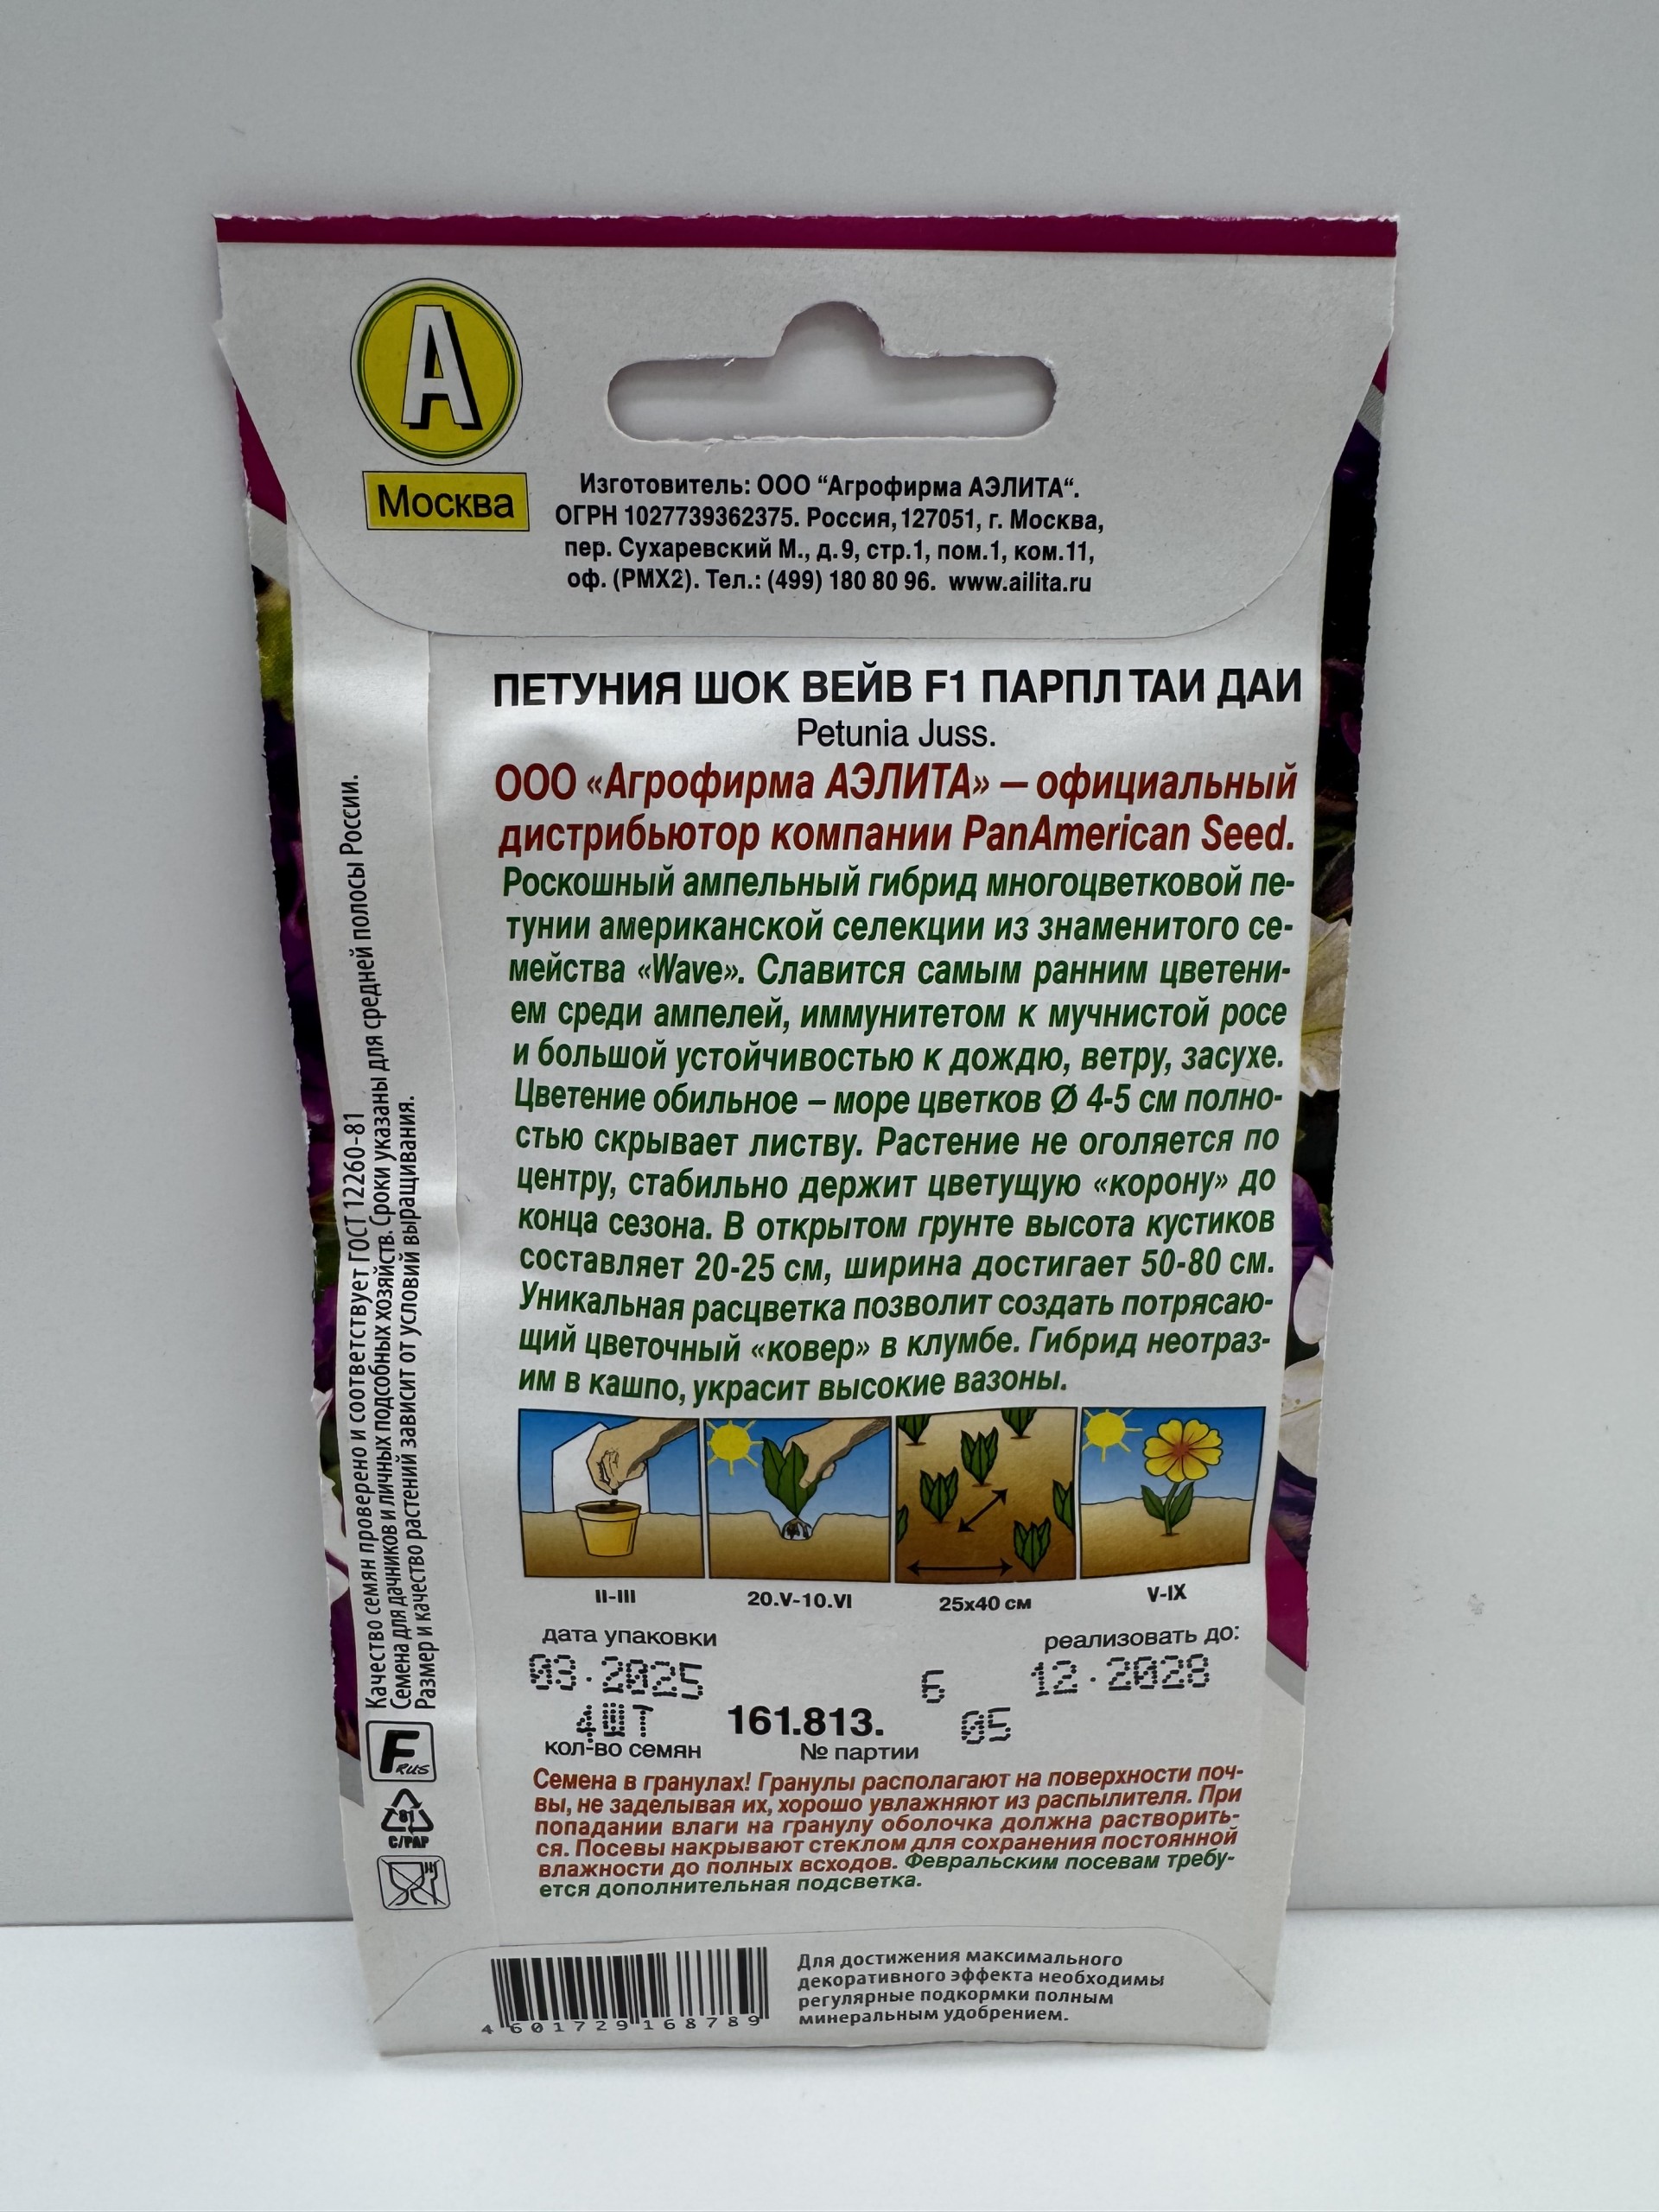 А
Москва
Изготовитель: ООО “Агрофирма АЭЛИТА“.
ОГРН 1027739362375. Россия, 127051, г. Москва,
пер. Сухаревский М., д.9, стр.1, пом.1, ком.11,
оф. (РМХ2). Тел.: (499) 180 80 96. www.ailita.ru
ПЕТУНИЯ ШОК ВЕЙВ F1 ПАРПЛ ТАИ ДАИ
Petunia Juss.
ООО «Агрофирма АЭЛИТА» — официальный
дистрибьютор компании PanAmerican Seed.
Роскошный ампельный гибрид многоцветковой пе-
тунии американской селекции из знаменитого се-
мейства «Wave». Славится самым ранним цветени-
ем среди ампелей, иммунитетом к мучнистой росе
и большой устойчивостью к дождю, ветру, засухе.
Цветение обильное – море цветков Ø 4-5 см полно-
стью скрывает листву. Растение не оголяется по
центру, стабильно держит цветущую «корону» до
конца сезона. В открытом грунте высота кустиков
составляет 20-25 см, ширина достигает 50-80 см.
Уникальная расцветка позволит создать потрясаю-
щий цветочный «ковер» в клумбе. Гибрид неотраз-
им в кашпо, украсит высокие вазоны.
II-III
20.V-10.VI
25х40 см
V-IX
дата упаковки
реализовать до:
03.2025
6
12.2028
4ШТ
161.813.
05
кол-во семян
№ партии
Семена в гранулах! Гранулы располагают на поверхности поч-
вы, не заделывая их, хорошо увлажняют из распылителя. При
попадании влаги на гранулу оболочка должна растворить-
ся. Посевы накрывают стеклом для сохранения постоянной
влажности до полных всходов. Февральским посевам требу-
ется дополнительная подсветка.
Качество семян проверено и соответствует ГОСТ 12260-81
Семена для дачников и личных подсобных хозяйств. Сроки указаны для средней полосы России.
Размер и качество растений зависит от условий выращивания.
F RUS
81
C/PAP
4 601729 168789
Для достижения максимального
декоративного эффекта необходимы
регулярные подкормки полным
минеральным удобрением.